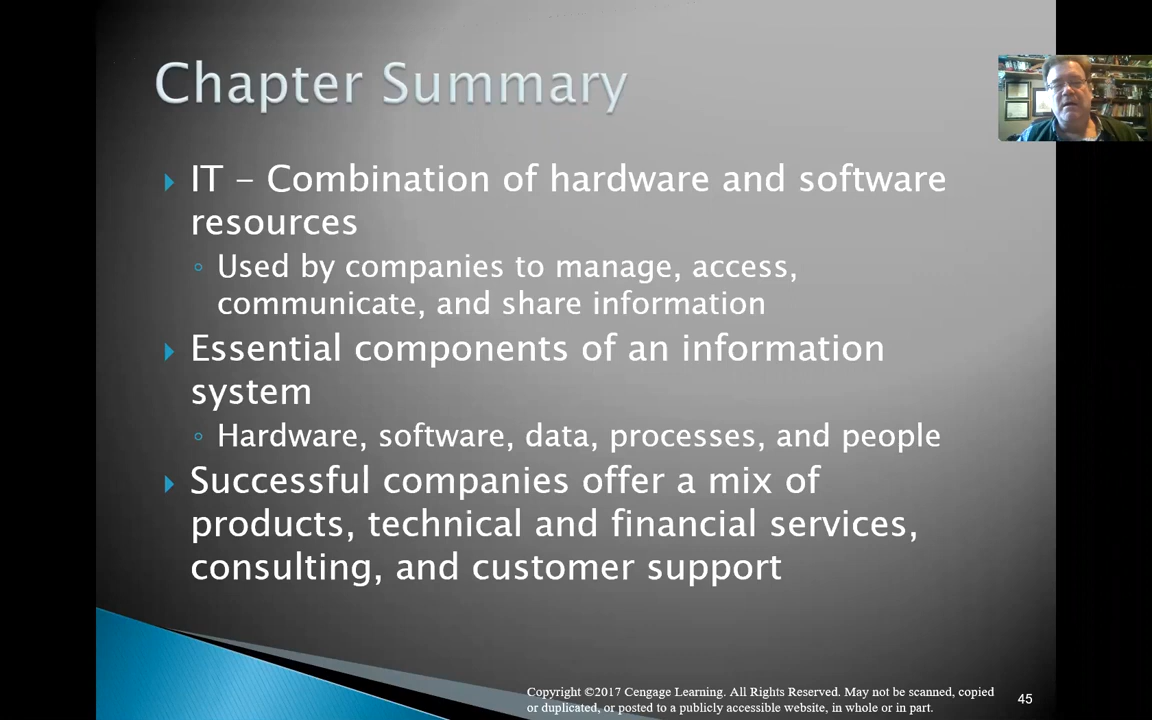 Chapter Summary
IT – Combination of hardware and software
resources
Used by companies to manage, access,
communicate, and share information
Essential components of an information
system
Hardware, software, data, processes, and people
Successful companies offer a mix of
products, technical and financial services,
consulting, and customer support
Copyright ©2017 Cengage Learning. All Rights Reserved. May not be scanned, copied
or duplicated, or posted to a publicly accessible website, in whole or in part.
45